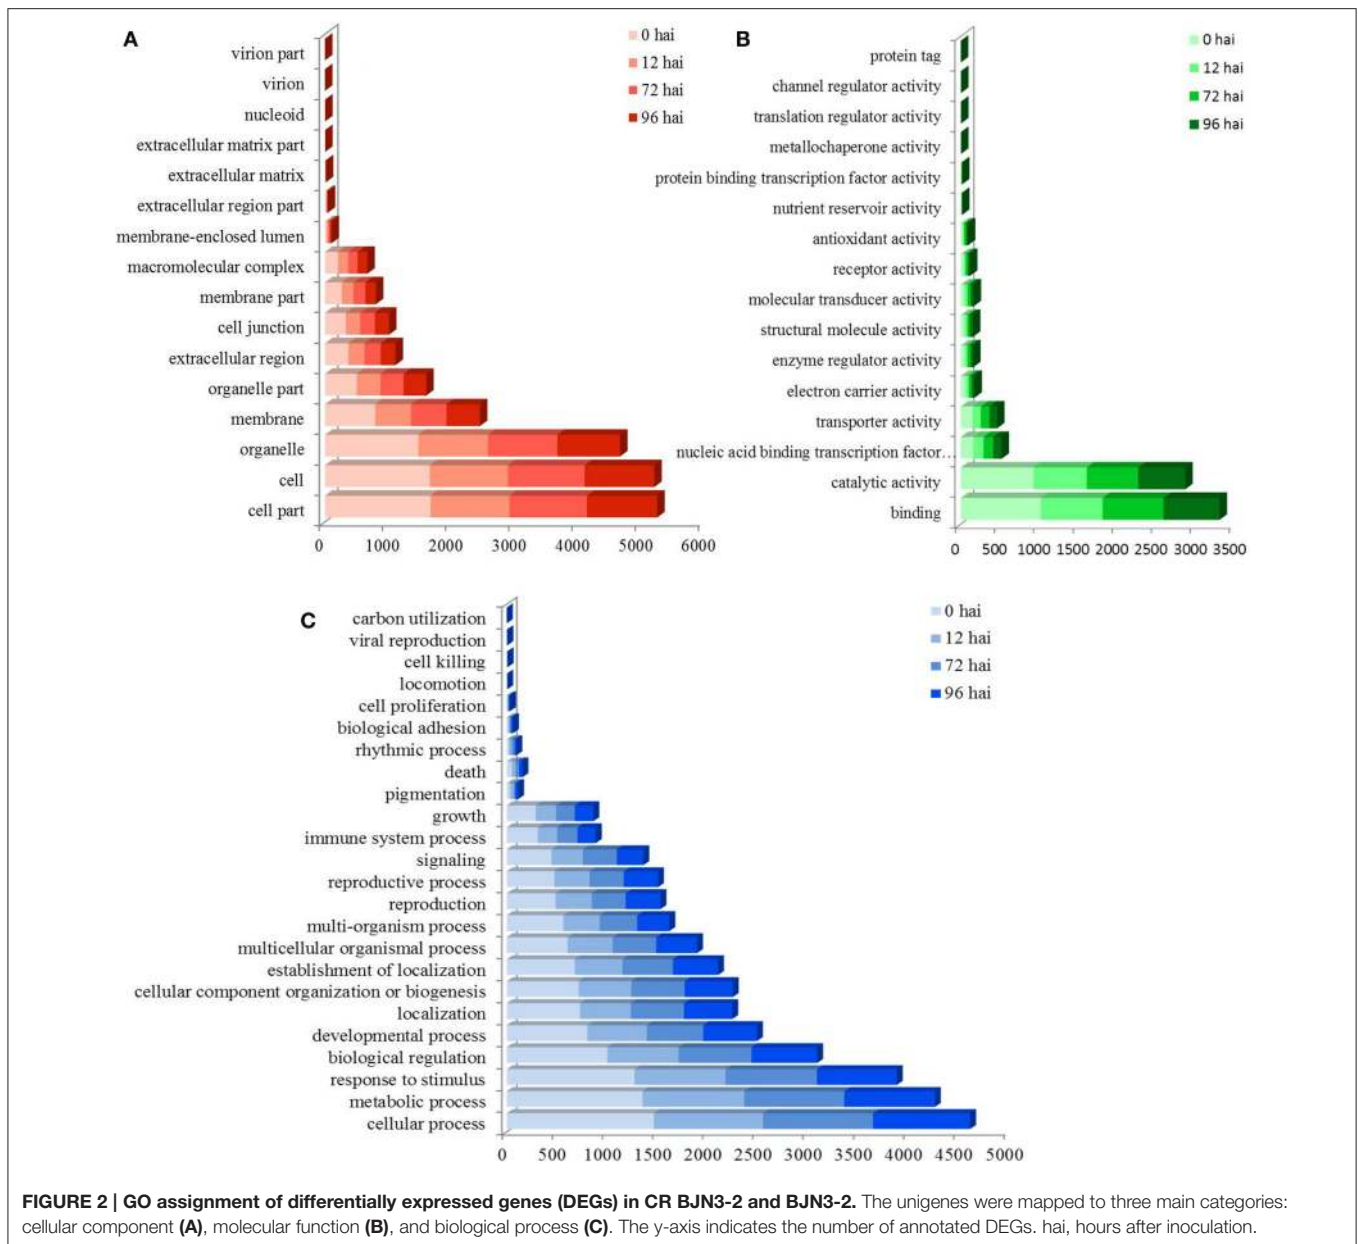 A
virion part
virion
nucleoid
extracellular matrix part
extracellular matrix
extracellular region part
membrane-enclosed lumen
macromolecular complex
membrane part
cell junction
extracellular region
organelle part
membrane
organelle
cell
cell part
0 1000 2000 3000 4000 5000 6000
0 hai
12 hai
72 hai
96 hai
B
protein tag
channel regulator activity
translation regulator activity
metallochaperone activity
protein binding transcription factor activity
nutrient reservoir activity
antioxidant activity
receptor activity
molecular transducer activity
structural molecule activity
enzyme regulator activity
electron carrier activity
transporter activity
nucleic acid binding transcription factor...
catalytic activity
binding
0 500 1000 1500 2000 2500 3000 3500
0 hai
12 hai
72 hai
96 hai
C
carbon utilization
viral reproduction
cell killing
locomotion
cell proliferation
biological adhesion
rhythmic process
death
pigmentation
growth
immune system process
signaling
reproductive process
reproduction
multi-organism process
multicellular organismal process
establishment of localization
cellular component organization or biogenesis
localization
developmental process
biological regulation
response to stimulus
metabolic process
cellular process
0 500 1000 1500 2000 2500 3000 3500 4000 4500 5000
0 hai
12 hai
72 hai
96 hai
FIGURE 2 | GO assignment of differentially expressed genes (DEGs) in CR BJN3-2 and BJN3-2. The unigenes were mapped to three main categories:
cellular component (A), molecular function (B), and biological process (C). The y-axis indicates the number of annotated DEGs. hai, hours after inoculation.